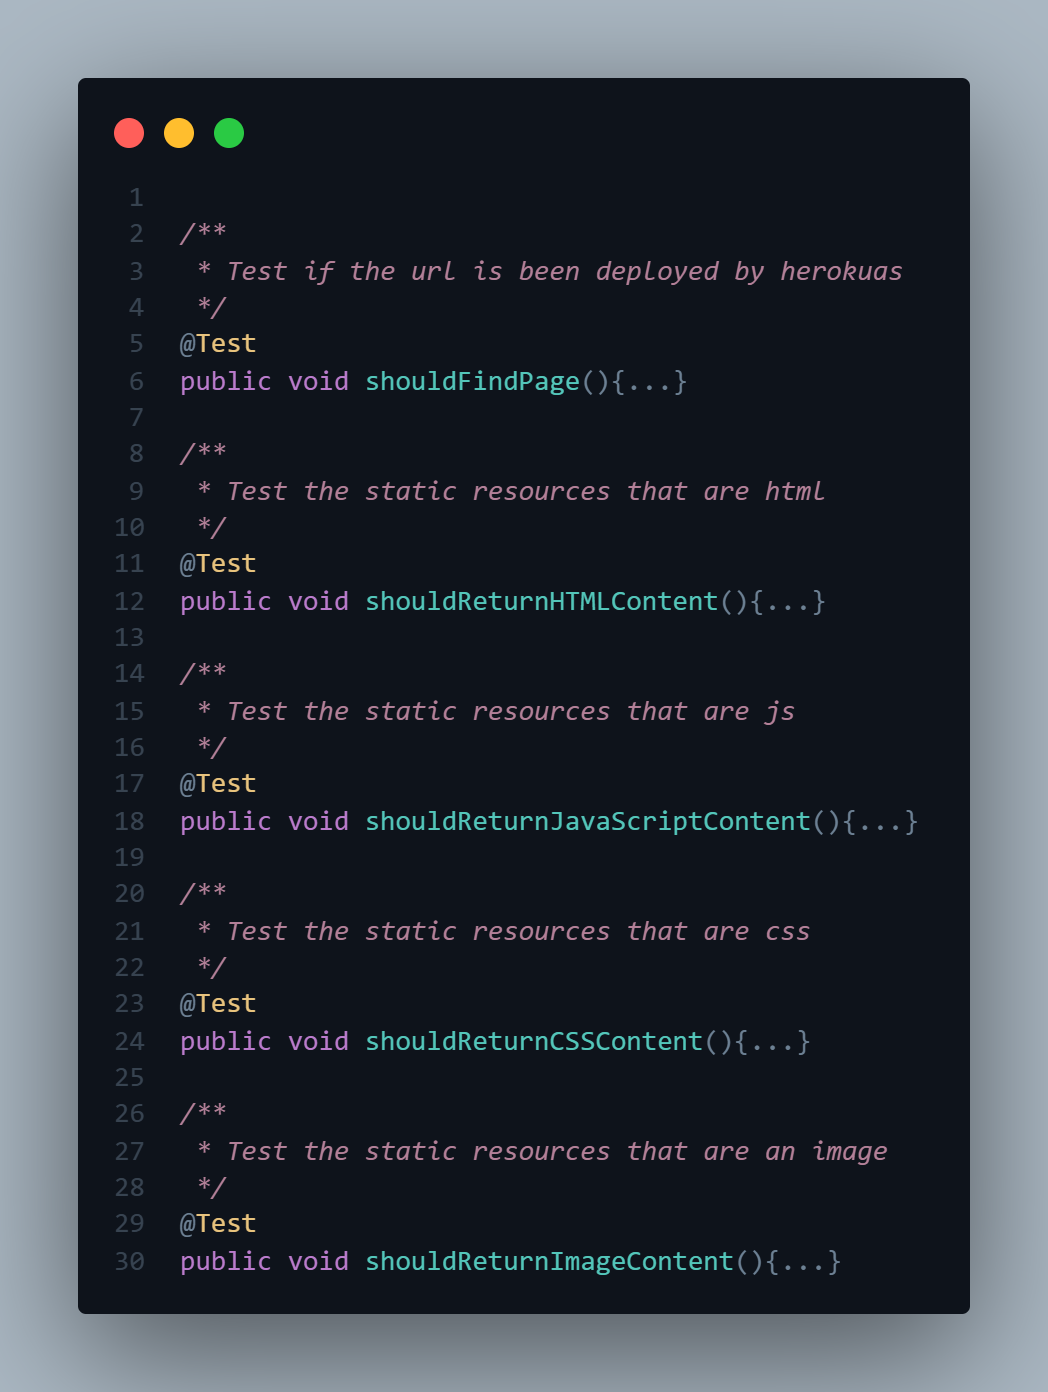 1
2 /**
3  * Test if the url is been deployed by herokuas
4  */
5 @Test
6 public void shouldFindPage(){...}
7
8 /**
9  * Test the static resources that are html
10  */
11 @Test
12 public void shouldReturnHTMLContent(){...}
13
14 /**
15  * Test the static resources that are js
16  */
17 @Test
18 public void shouldReturnJavaScriptContent(){...}
19
20 /**
21  * Test the static resources that are css
22  */
23 @Test
24 public void shouldReturnCSSContent(){...}
25
26 /**
27  * Test the static resources that are an image
28  */
29 @Test
30 public void shouldReturnImageContent(){...}